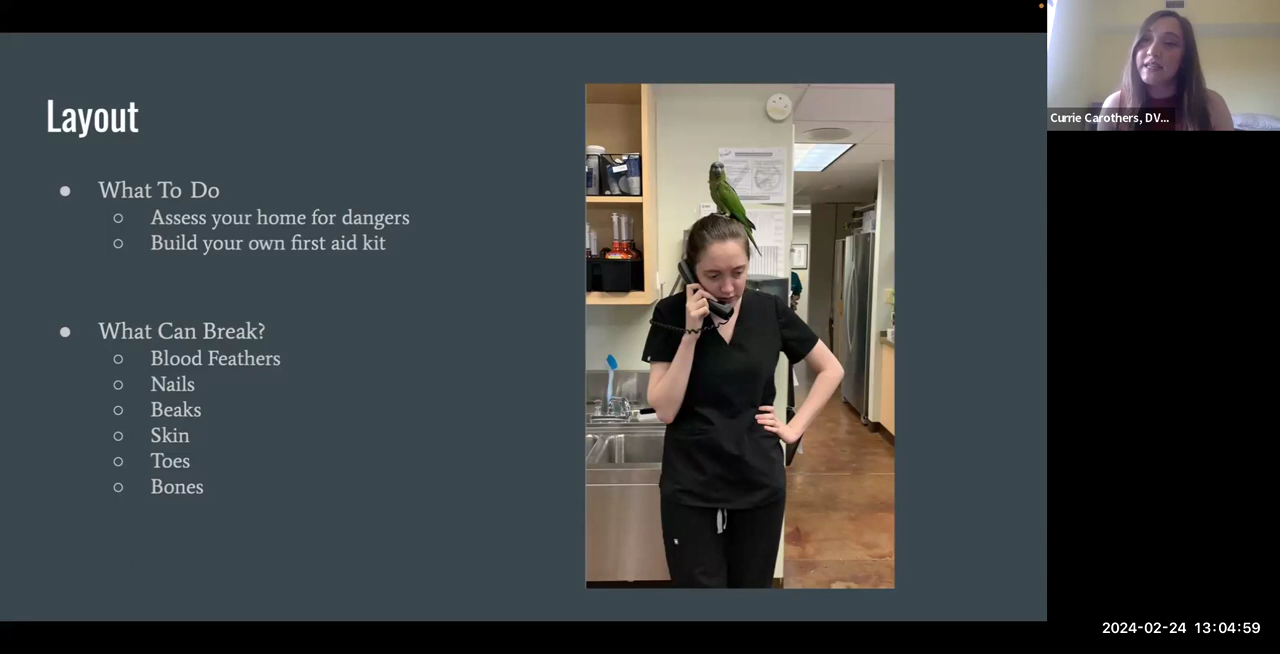 Layout
What To Do
Assess your home for dangers
Build your own first aid kit
What Can Break?
Blood Feathers
Nails
Beaks
Skin
Toes
Bones
Currie Carothers, DV...
2024-02-24 13:04:59